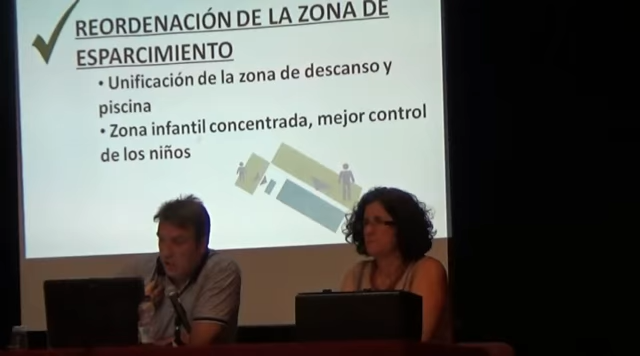 REORDENACIÓN DE LA ZONA DE
ESPARCIMIENTO
• Unificación de la zona de descanso y
piscina
• Zona infantil concentrada, mejor control
de los niños